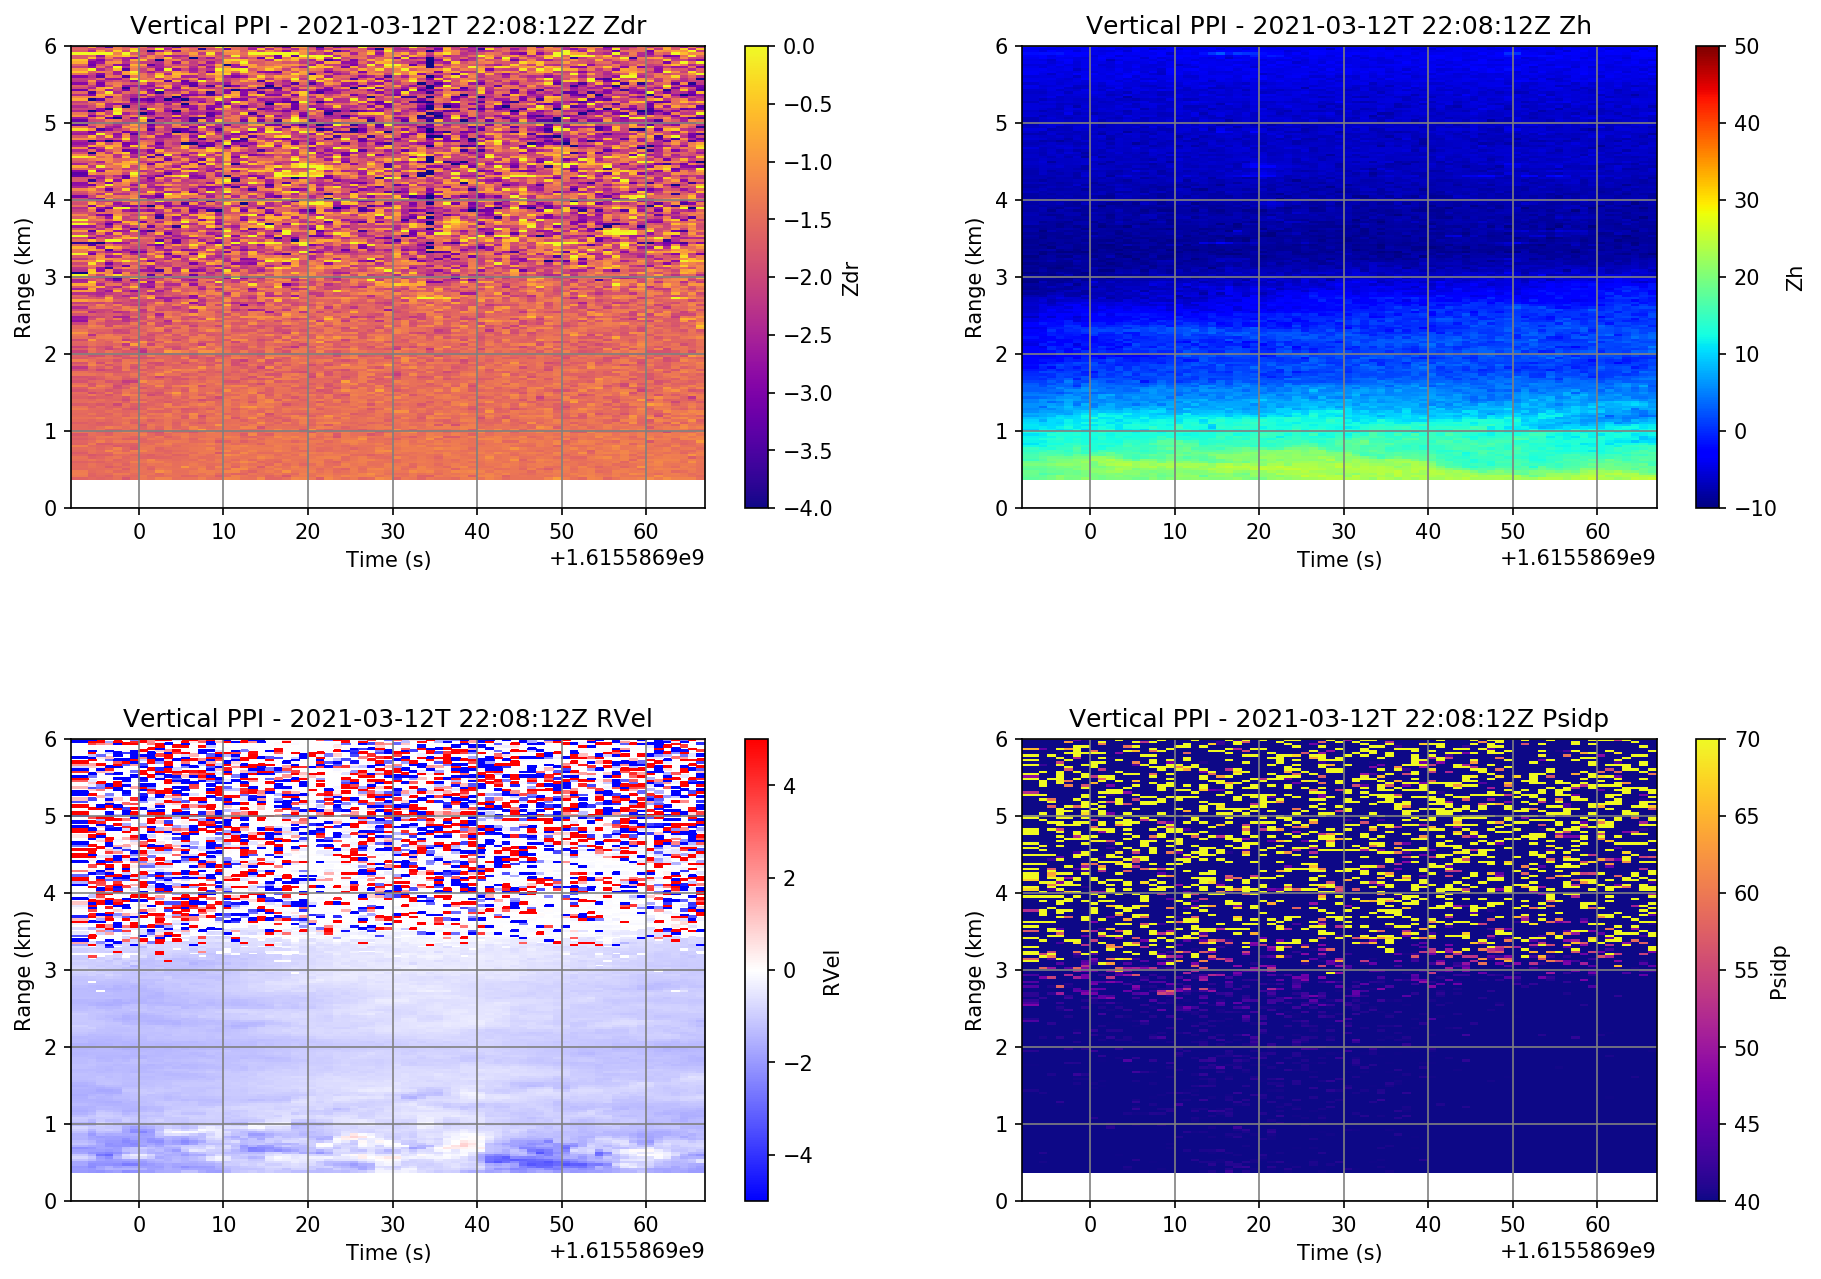 Vertical PPI - 2021-03-12T 22:08:12Z Zdr
6
5
4
3
2
1
0
Range (km)
0 10 20 30 40 50 60
Time (s)
+1.6155869e9
0.0
−0.5
−1.0
−1.5
−2.0
−2.5
−3.0
−3.5
−4.0
Zdr
Vertical PPI - 2021-03-12T 22:08:12Z Zh
6
5
4
3
2
1
0
Range (km)
0 10 20 30 40 50 60
Time (s)
+1.6155869e9
50
40
30
20
10
0
−10
Zh
Vertical PPI - 2021-03-12T 22:08:12Z RVel
6
5
4
3
2
1
0
Range (km)
0 10 20 30 40 50 60
Time (s)
+1.6155869e9
4
2
0
−2
−4
RVel
Vertical PPI - 2021-03-12T 22:08:12Z Psidp
6
5
4
3
2
1
0
Range (km)
0 10 20 30 40 50 60
Time (s)
+1.6155869e9
70
65
60
55
50
45
40
Psidp